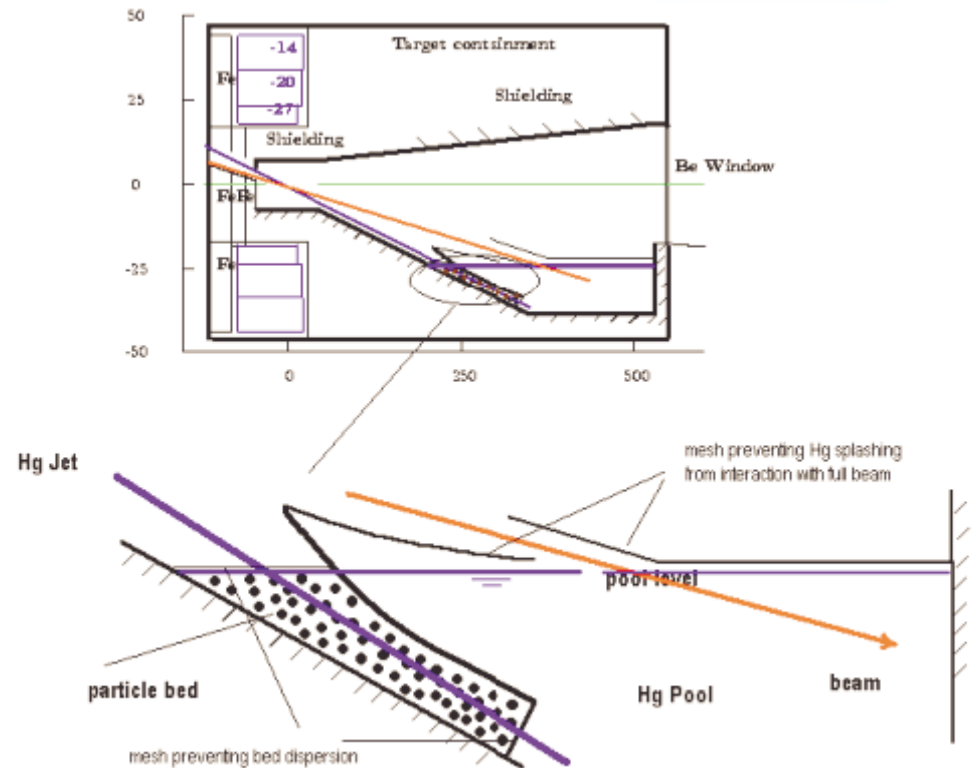 50
-14
Target containment
Fe
-20
25
-27
Shielding
Shielding
Be Window
0
Fe
Fe
Fe
-25
-50
0
250
500
Hg Jet
mesh preventing Hg splashing
from interaction with full beam
pool level
particle bed
Hg Pool
beam
mesh preventing bed dispersion